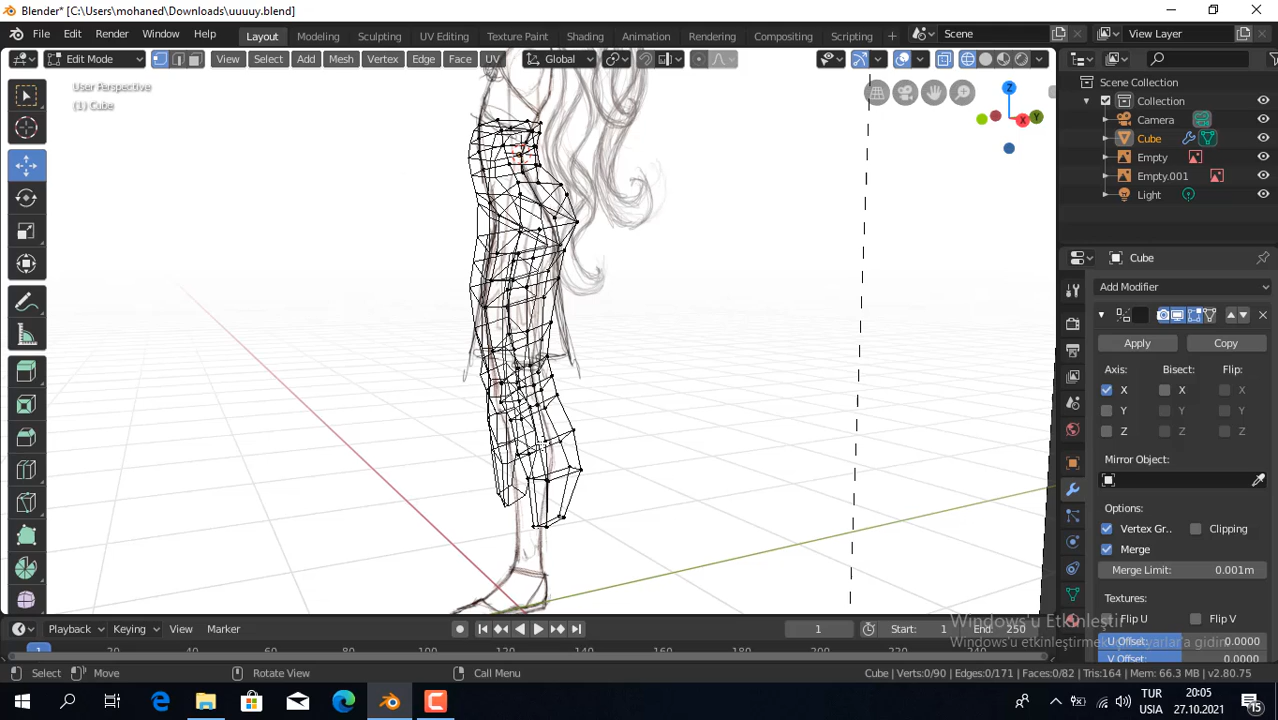 Blender* [C:\Users\mohaned\Downloads\uuuuy.blend]
File Edit Render Window Help Layout Modeling Sculpting UV Editing Texture Paint Shading Animation Rendering Compositing Scripting + Scene View Layer
Edit Mode View Select Add Mesh Vertex Edge Face UV Global
User Perspective
(1) Cube
Z
X
Y
Scene Collection
Collection
Camera
Cube
Empty
Empty.001
Light
Cube
Add Modifier
Apply Copy
Axis: Bisect: Flip:
X X X
Y Y Y
Z Z Z
Mirror Object:
Options:
Vertex Gr.. Clipping
Merge
Merge Limit: 0.001m
Textures:
Flip U Flip V
U Offset: 0.0000
V Offset: 0.0000
Windows'u Etkinleştir
Windows'u etkinleştirmek için Ayarlar'a gidin.
Playback Keying View Marker 1 Start: 1 End: 250
1 20 40 60 80 100 120 140 160 180 200 220 240
Select Move Rotate View Call Menu Cube | Verts:0/90 | Edges:0/171 | Faces:0/82 | Tris:164 | Mem: 66.3 MB | v2.80.75
TUR 20:05
USIA 27.10.2021 15